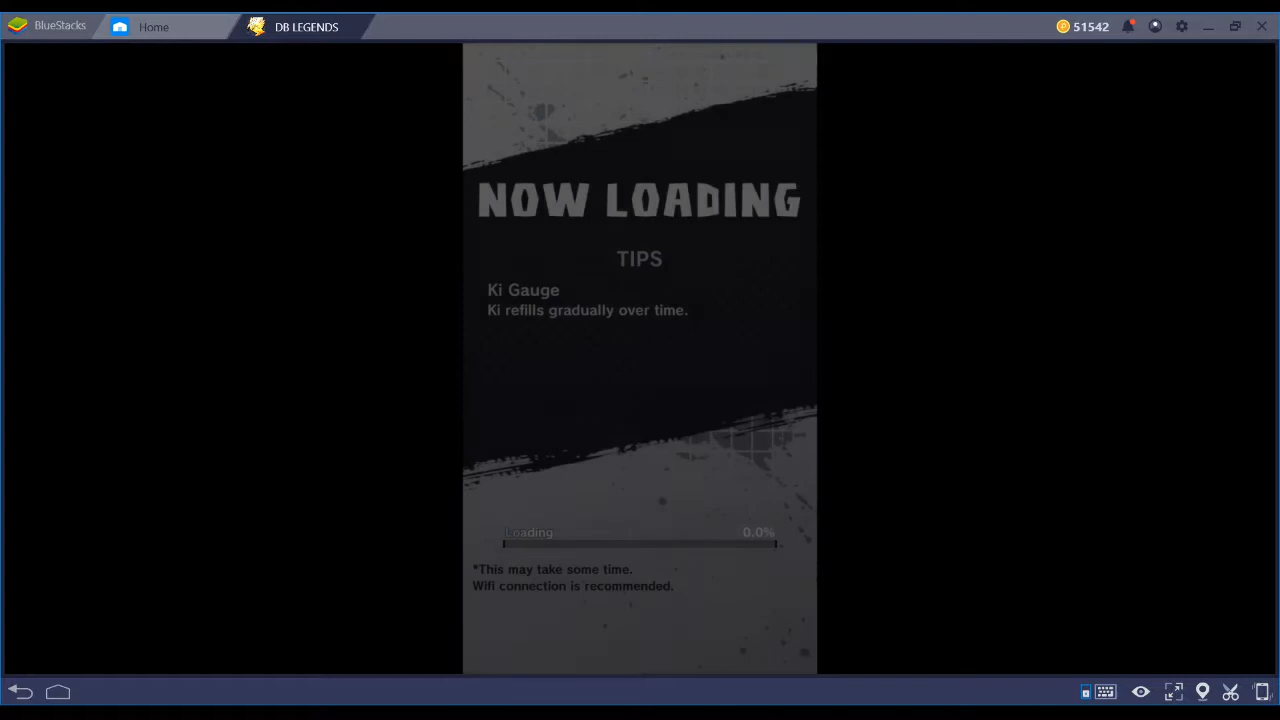 BlueStacks
Home
DB LEGENDS
51542
NOW LOADING
TIPS
Ki Gauge
Ki refills gradually over time.
Loading 0.0%
*This may take some time.
Wifi connection is recommended.